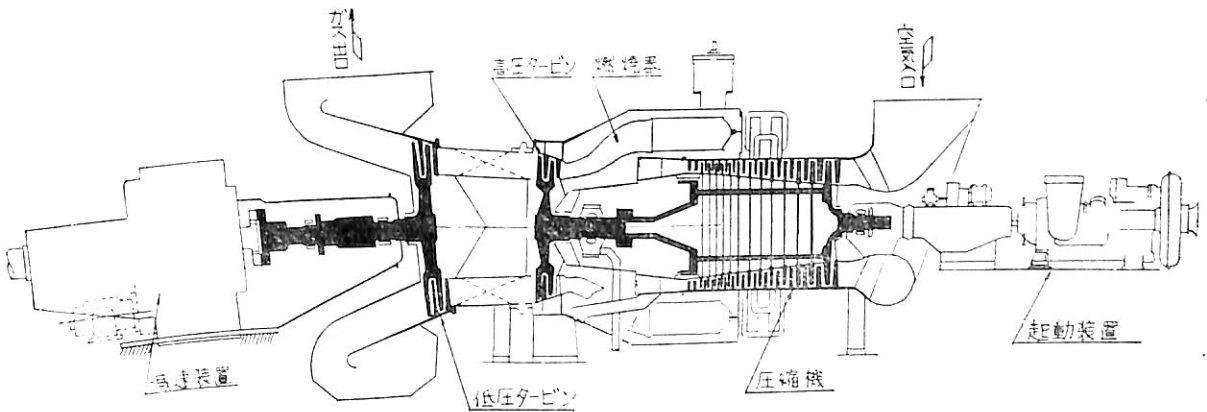 ガス出口
高圧タービン
燃焼器
空気入口
減速装置
低圧タービン
圧縮機
起動装置